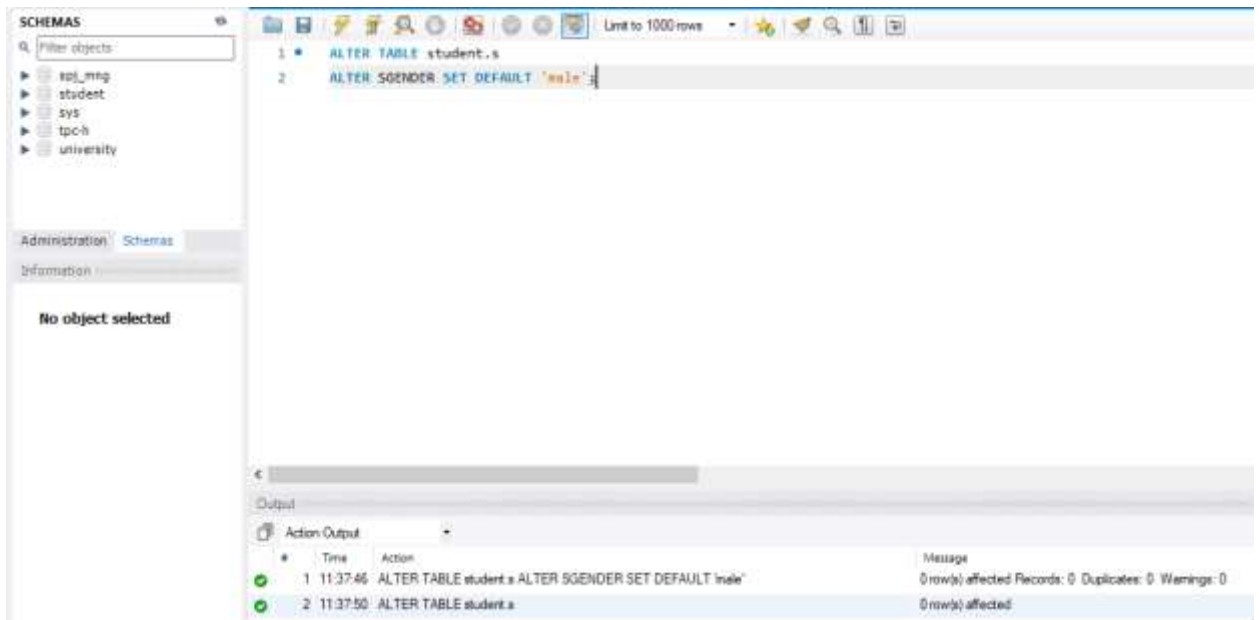 SCHEMAS
Filter objects
spj_mng
student
sys
tpc-h
university
Administration Schemas
Information
No object selected
Limit to 1000 rows
1 ALTER TABLE student.s
2 ALTER SGENDER SET DEFAULT 'male';
Output
Action Output
# Time Action Message
1 11:37:46 ALTER TABLE student.s ALTER SGENDER SET DEFAULT 'male' 0 row(s) affected Records: 0 Duplicates: 0 Warnings: 0
2 11:37:50 ALTER TABLE student.s 0 row(s) affected